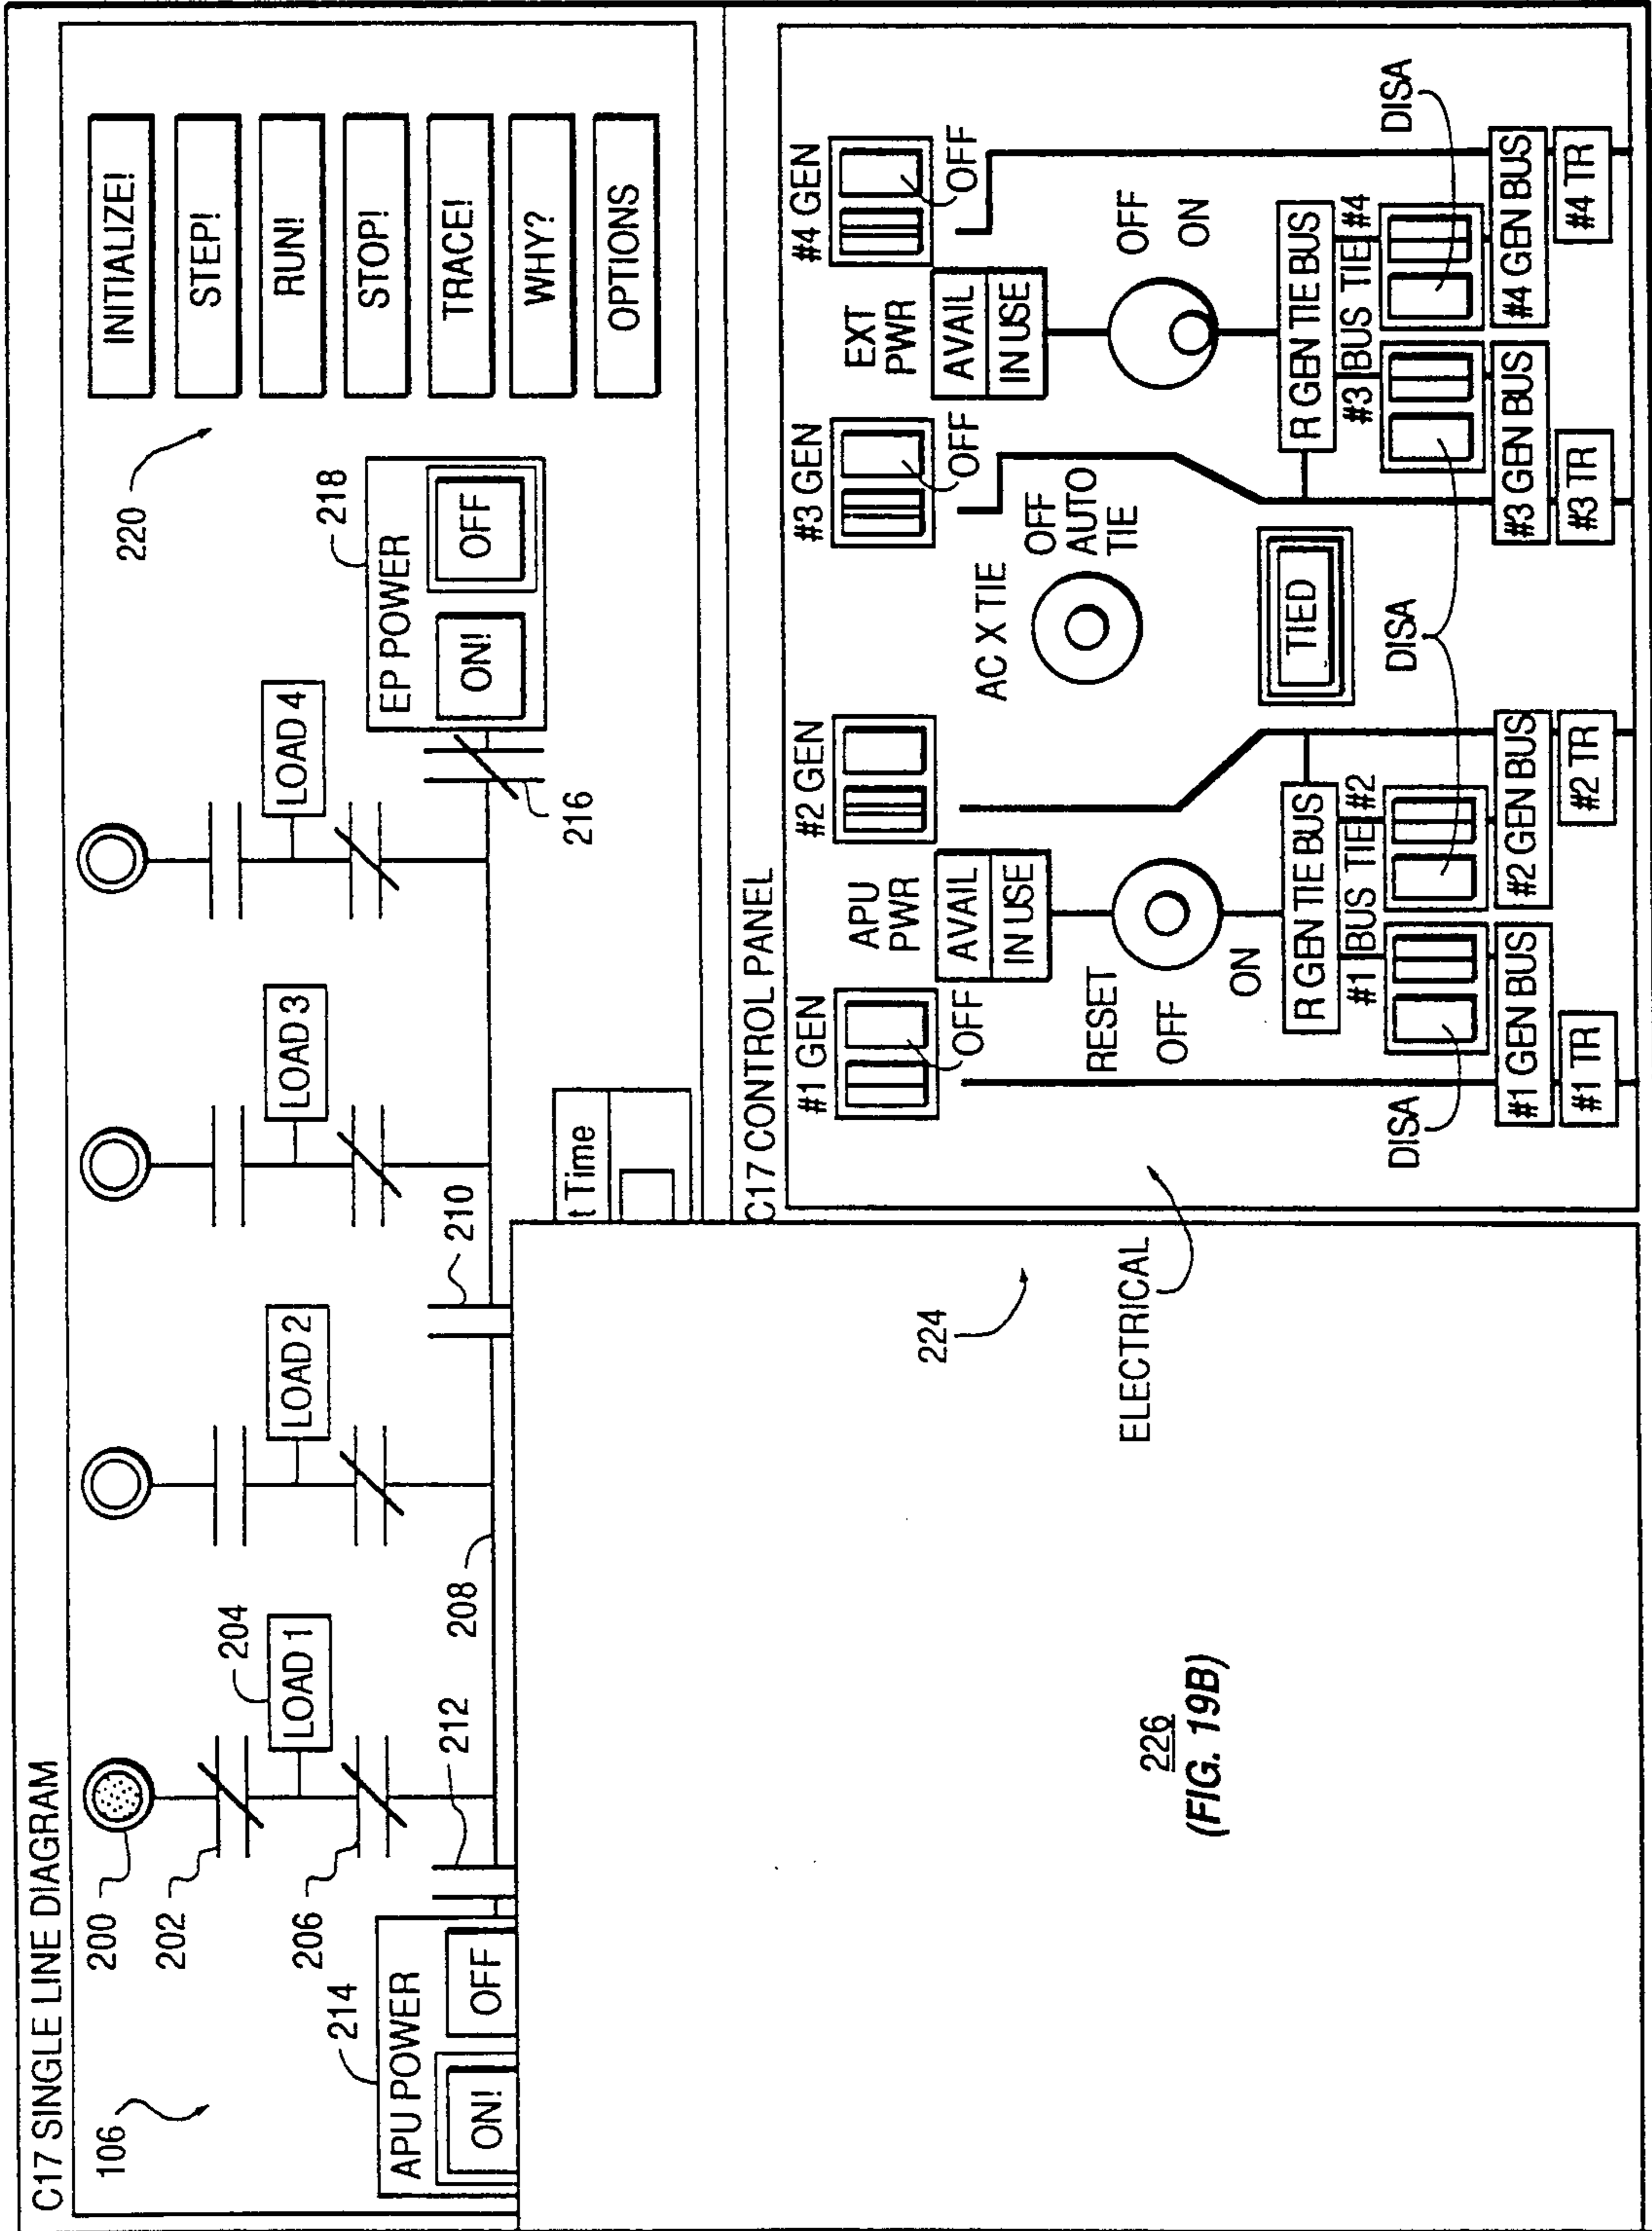 C17 SINGLE LINE DIAGRAM
106
200
202
204
206
208
210
212
214
216
218
220
LOAD 1
LOAD 2
LOAD 3
LOAD 4
APU POWER
ON!
OFF
EP POWER
ON!
OFF
INITIALIZE!
STEP!
RUN!
STOP!
TRACE!
WHY?
OPTIONS
t Time
226
(FIG. 19B)
224
ELECTRICAL
C17 CONTROL PANEL
#1 GEN
OFF
APU
PWR
AVAIL
IN USE
#2 GEN
RESET
OFF
ON
AC X TIE
OFF
AUTO
TIE
TIED
#3 GEN
OFF
EXT
PWR
AVAIL
IN USE
#4 GEN
OFF
OFF
ON
R GEN TIE BUS
#1 BUS TIE #2
R GEN TIE BUS
#3 BUS TIE #4
DISA
DISA
DISA
#1 GEN BUS
#2 GEN BUS
#3 GEN BUS
#4 GEN BUS
#1 TR
#2 TR
#3 TR
#4 TR